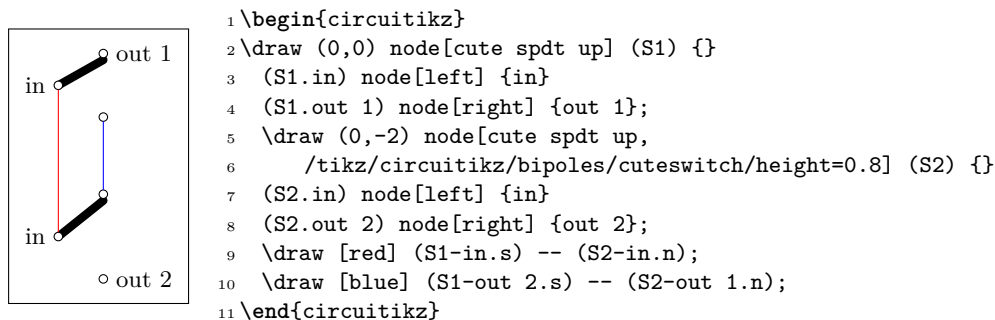 out 1
in
in
out 2
1 \begin{circuitikz}
2 \draw (0,0) node[cute spdt up] (S1) {}
3   (S1.in) node[left] {in}
4   (S1.out 1) node[right] {out 1};
5   \draw (0,-2) node[cute spdt up,
6      /tikz/circuitikz/bipoles/cuteswitch/height=0.8] (S2) {}
7   (S2.in) node[left] {in}
8   (S2.out 2) node[right] {out 2};
9   \draw [red] (S1-in.s) -- (S2-in.n);
10   \draw [blue] (S1-out 2.s) -- (S2-out 1.n);
11 \end{circuitikz}